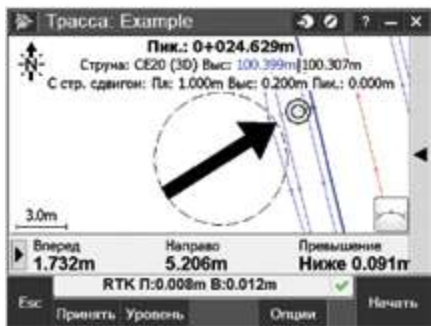 Трасса: Example
? – ×
Пик.: 0+024.629m
Струна: CE20 (3D) Выс: 100.399m|100.307m
С стр. сдвигом: Пл: 1.000m Выс: 0.200m Пик.: 0.000m
3.0m
Вперед Направо Превышение
1.732m 5.206m Ниже 0.091m
RTK П:0.008m В:0.012m
Esc Принять Уровень Опции Начать